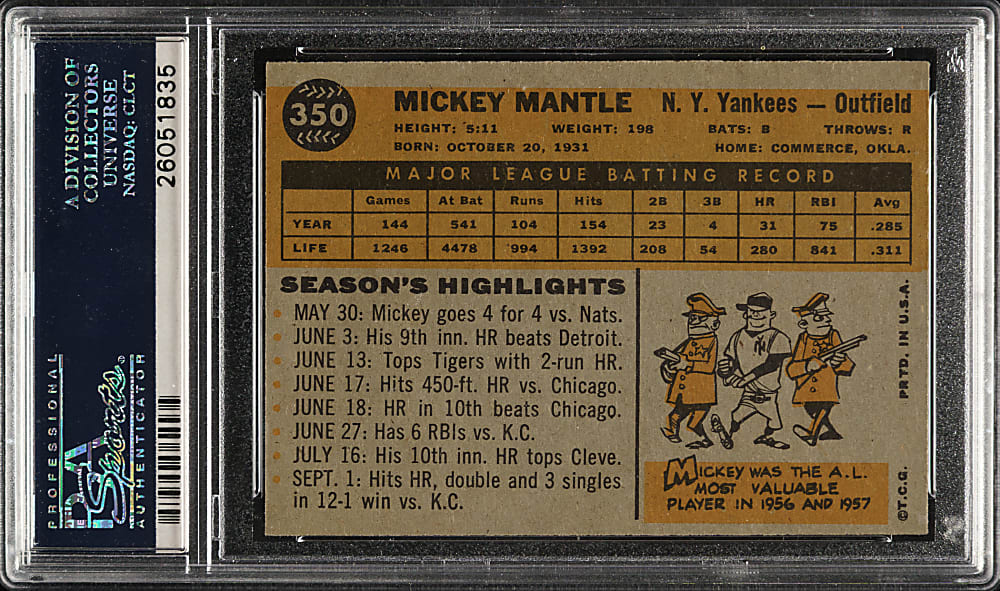 A DIVISION OF
COLLECTORS
UNIVERSE
NASDAQ: CLCT
26051835
PROFESSIONAL
PSA
Sports
AUTHENTICATOR
350
MICKEY MANTLE N. Y. Yankees — Outfield
HEIGHT: 5:11 WEIGHT: 198 BATS: B THROWS: R
BORN: OCTOBER 20, 1931 HOME: COMMERCE, OKLA.
MAJOR LEAGUE BATTING RECORD
Games At Bat Runs Hits 2B 3B HR RBI Avg
YEAR 144 541 104 154 23 4 31 75 .285
LIFE 1246 4478 994 1392 208 54 280 841 .311
SEASON'S HIGHLIGHTS
MAY 30: Mickey goes 4 for 4 vs. Nats.
JUNE 3: His 9th inn. HR beats Detroit.
JUNE 13: Tops Tigers with 2-run HR.
JUNE 17: Hits 450-ft. HR vs. Chicago.
JUNE 18: HR in 10th beats Chicago.
JUNE 27: Has 6 RBIs vs. K.C.
JULY 16: His 10th inn. HR tops Cleve.
SEPT. 1: Hits HR, double and 3 singles
in 12-1 win vs. K.C.
NY
MICKEY WAS THE A.L.
MOST VALUABLE
PLAYER IN 1956 AND 1957
©T.C.G. PRTD. IN U.S.A.